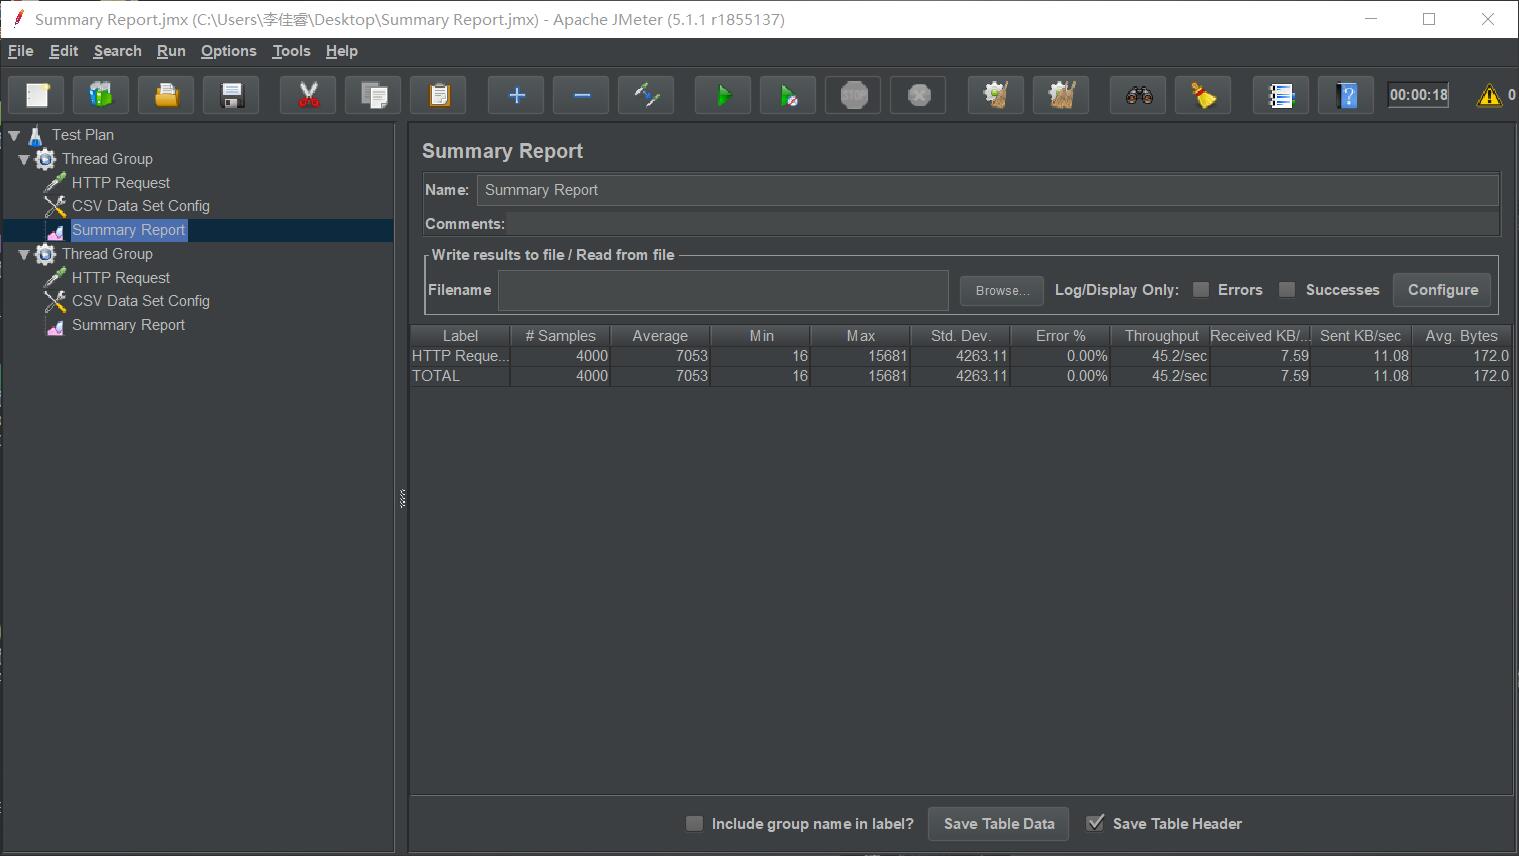 Summary Report.jmx (C:\Users\李佳睿\Desktop\Summary Report.jmx) - Apache JMeter (5.1.1 r1855137)
File Edit Search Run Options Tools Help
STOP 00:00:18 0
Test Plan
Thread Group
HTTP Request
CSV Data Set Config
Summary Report
Thread Group
HTTP Request
CSV Data Set Config
Summary Report
Summary Report
Name: Summary Report
Comments:
Write results to file / Read from file
Filename Browse... Log/Display Only: Errors Successes Configure
Label # Samples Average Min Max Std. Dev. Error % Throughput Received KB/... Sent KB/sec Avg. Bytes
HTTP Reque... 4000 7053 16 15681 4263.11 0.00% 45.2/sec 7.59 11.08 172.0
TOTAL 4000 7053 16 15681 4263.11 0.00% 45.2/sec 7.59 11.08 172.0
Include group name in label? Save Table Data Save Table Header